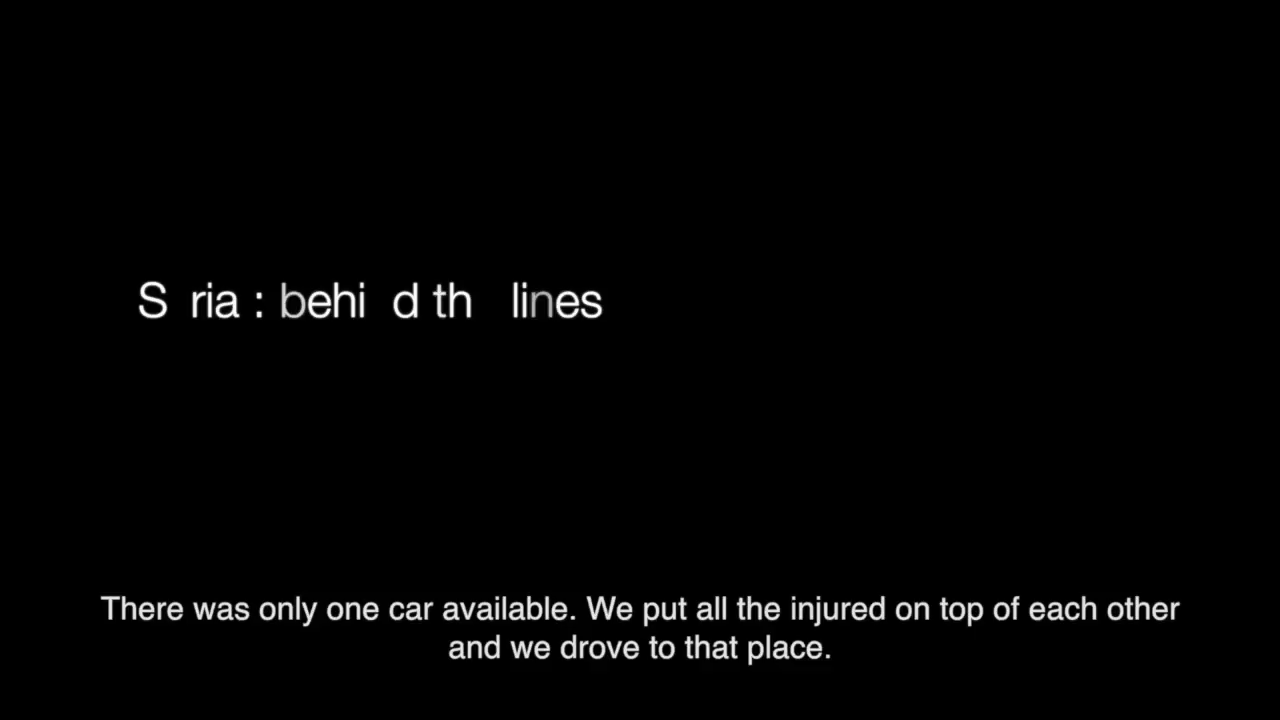 S ria : behi d th lines
There was only one car available. We put all the injured on top of each other
and we drove to that place.